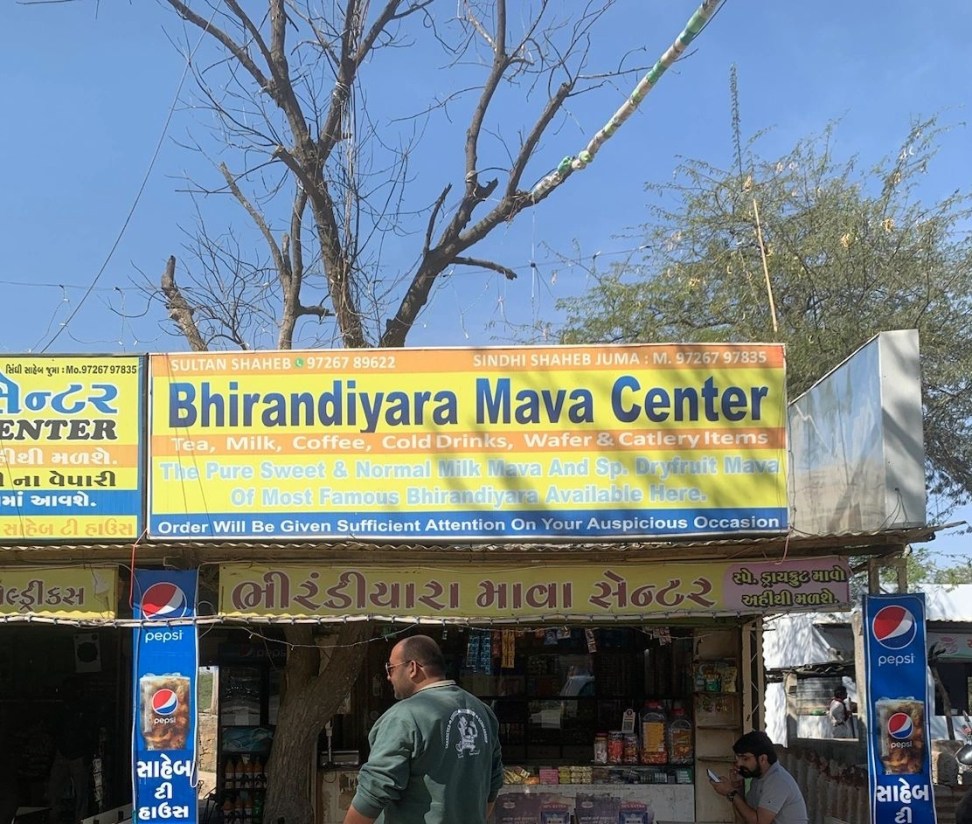 સિંધી સાહેબ જુમા : Mo.97267 97835
સેન્ટર
CENTER
હીંથી મળશે.
ના વેપારી
માં આવશે.
સાહેબ ટી હાઉસ
SULTAN SHAHEB 97267 89622
SINDHI SHAHEB JUMA : M. 97267 97835
Bhirandiyara Mava Center
Tea, Milk, Coffee, Cold Drinks, Wafer & Catlery Items
The Pure Sweet & Normal Milk Mava And Sp. Dryfruit Mava
Of Most Famous Bhirandiyara Available Here.
Order Will Be Given Sufficient Attention On Your Auspicious Occasion
ભીરંડીયારા માવા સેન્ટર
સ્પે. ડ્રાયફ્રુટ માવો
અહીંથી મળશે.
લ્ડ્રીંકસ
pepsi
pepsi
સાહેબ
ટી
હાઉસ
pepsi
pepsi
સાહેબ
ટી